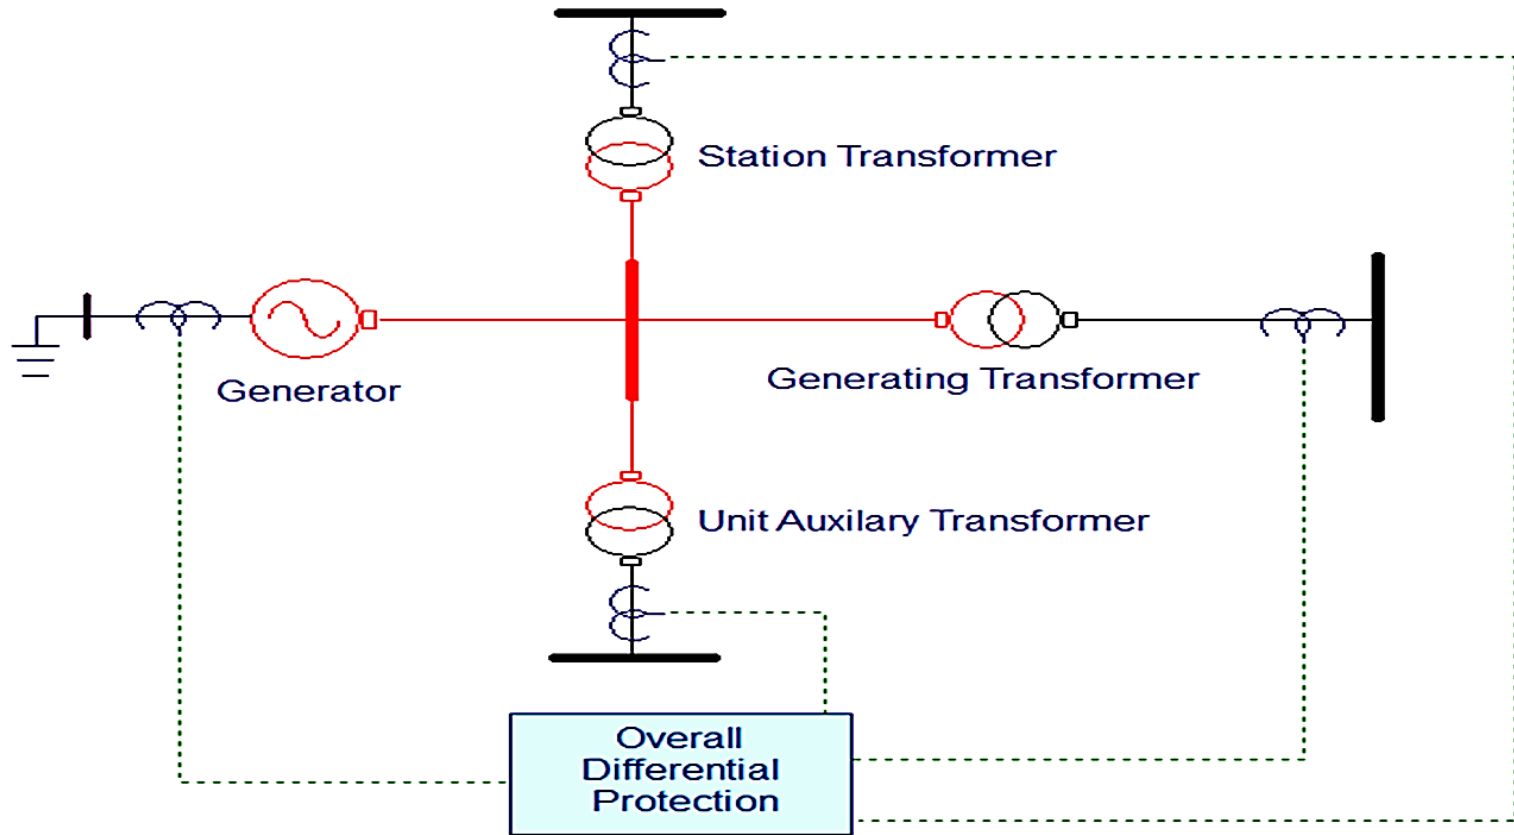 Station Transformer
Generator
Generating Transformer
Unit Auxilary Transformer
Overall
Differential
Protection